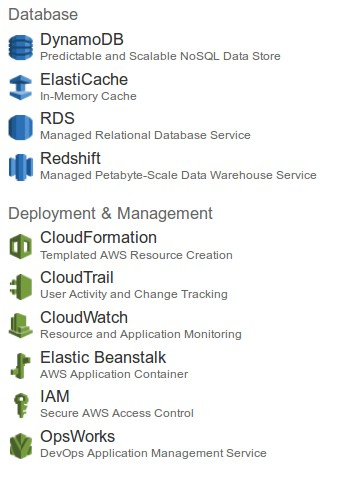 Database
DynamoDB
Predictable and Scalable NoSQL Data Store
ElastiCache
In-Memory Cache
RDS
Managed Relational Database Service
Redshift
Managed Petabyte-Scale Data Warehouse Service
Deployment & Management
CloudFormation
Templated AWS Resource Creation
CloudTrail
User Activity and Change Tracking
CloudWatch
Resource and Application Monitoring
Elastic Beanstalk
AWS Application Container
IAM
Secure AWS Access Control
OpsWorks
DevOps Application Management Service